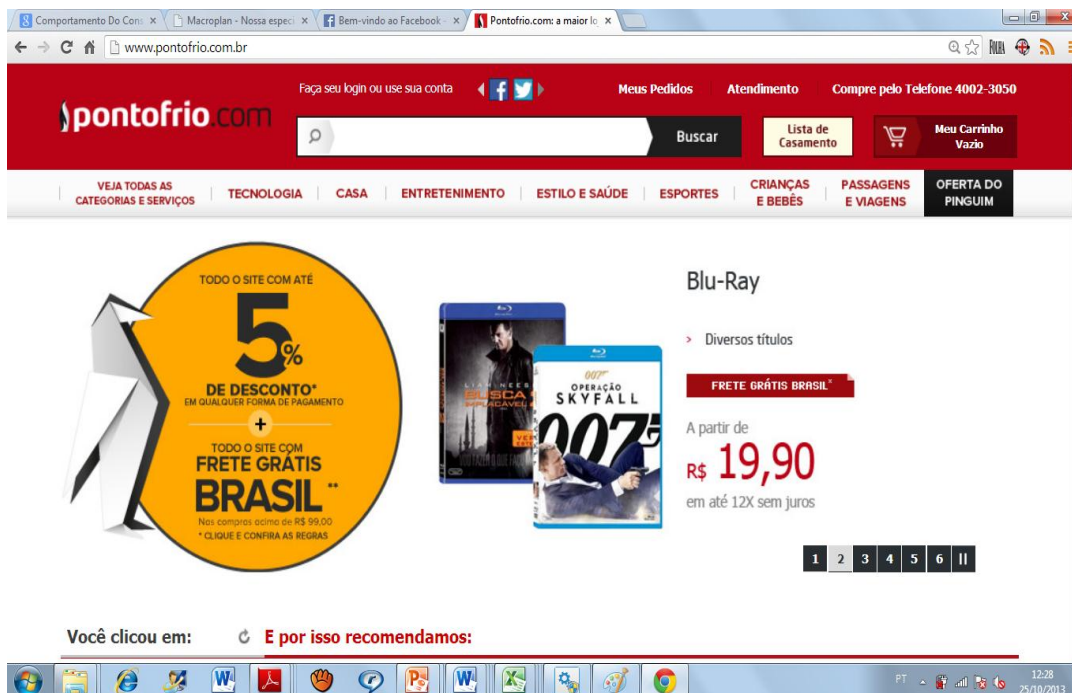 Comportamento Do Cons
Macroplan - Nossa especi
Bem-vindo ao Facebook -
Pontofrio.com: a maior lo
www.pontofrio.com.br
Faça seu login ou use sua conta
Meus Pedidos
Atendimento
Compre pelo Telefone 4002-3050
pontofrio.com
Buscar
Lista de
Casamento
Meu Carrinho
Vazio
VEJA TODAS AS
CATEGORIAS E SERVIÇOS
TECNOLOGIA
CASA
ENTRETENIMENTO
ESTILO E SAÚDE
ESPORTES
CRIANÇAS
E BEBÊS
PASSAGENS
E VIAGENS
OFERTA DO
PINGUIM
TODO O SITE COM ATÉ
5%
DE DESCONTO*
EM QUALQUER FORMA DE PAGAMENTO
+
TODO O SITE COM
FRETE GRÁTIS
BRASIL**
Nas compras acima de R$ 99,00
* CLIQUE E CONFIRA AS REGRAS
LIAM NEES
BUSCA
IMPLACÁVEL
007
OPERAÇÃO
SKYFALL
007
Blu-Ray
> Diversos títulos
FRETE GRÁTIS BRASIL*
A partir de
R$ 19,90
em até 12X sem juros
1 2 3 4 5 6
Você clicou em:
E por isso recomendamos:
PT
12:28
25/10/2013